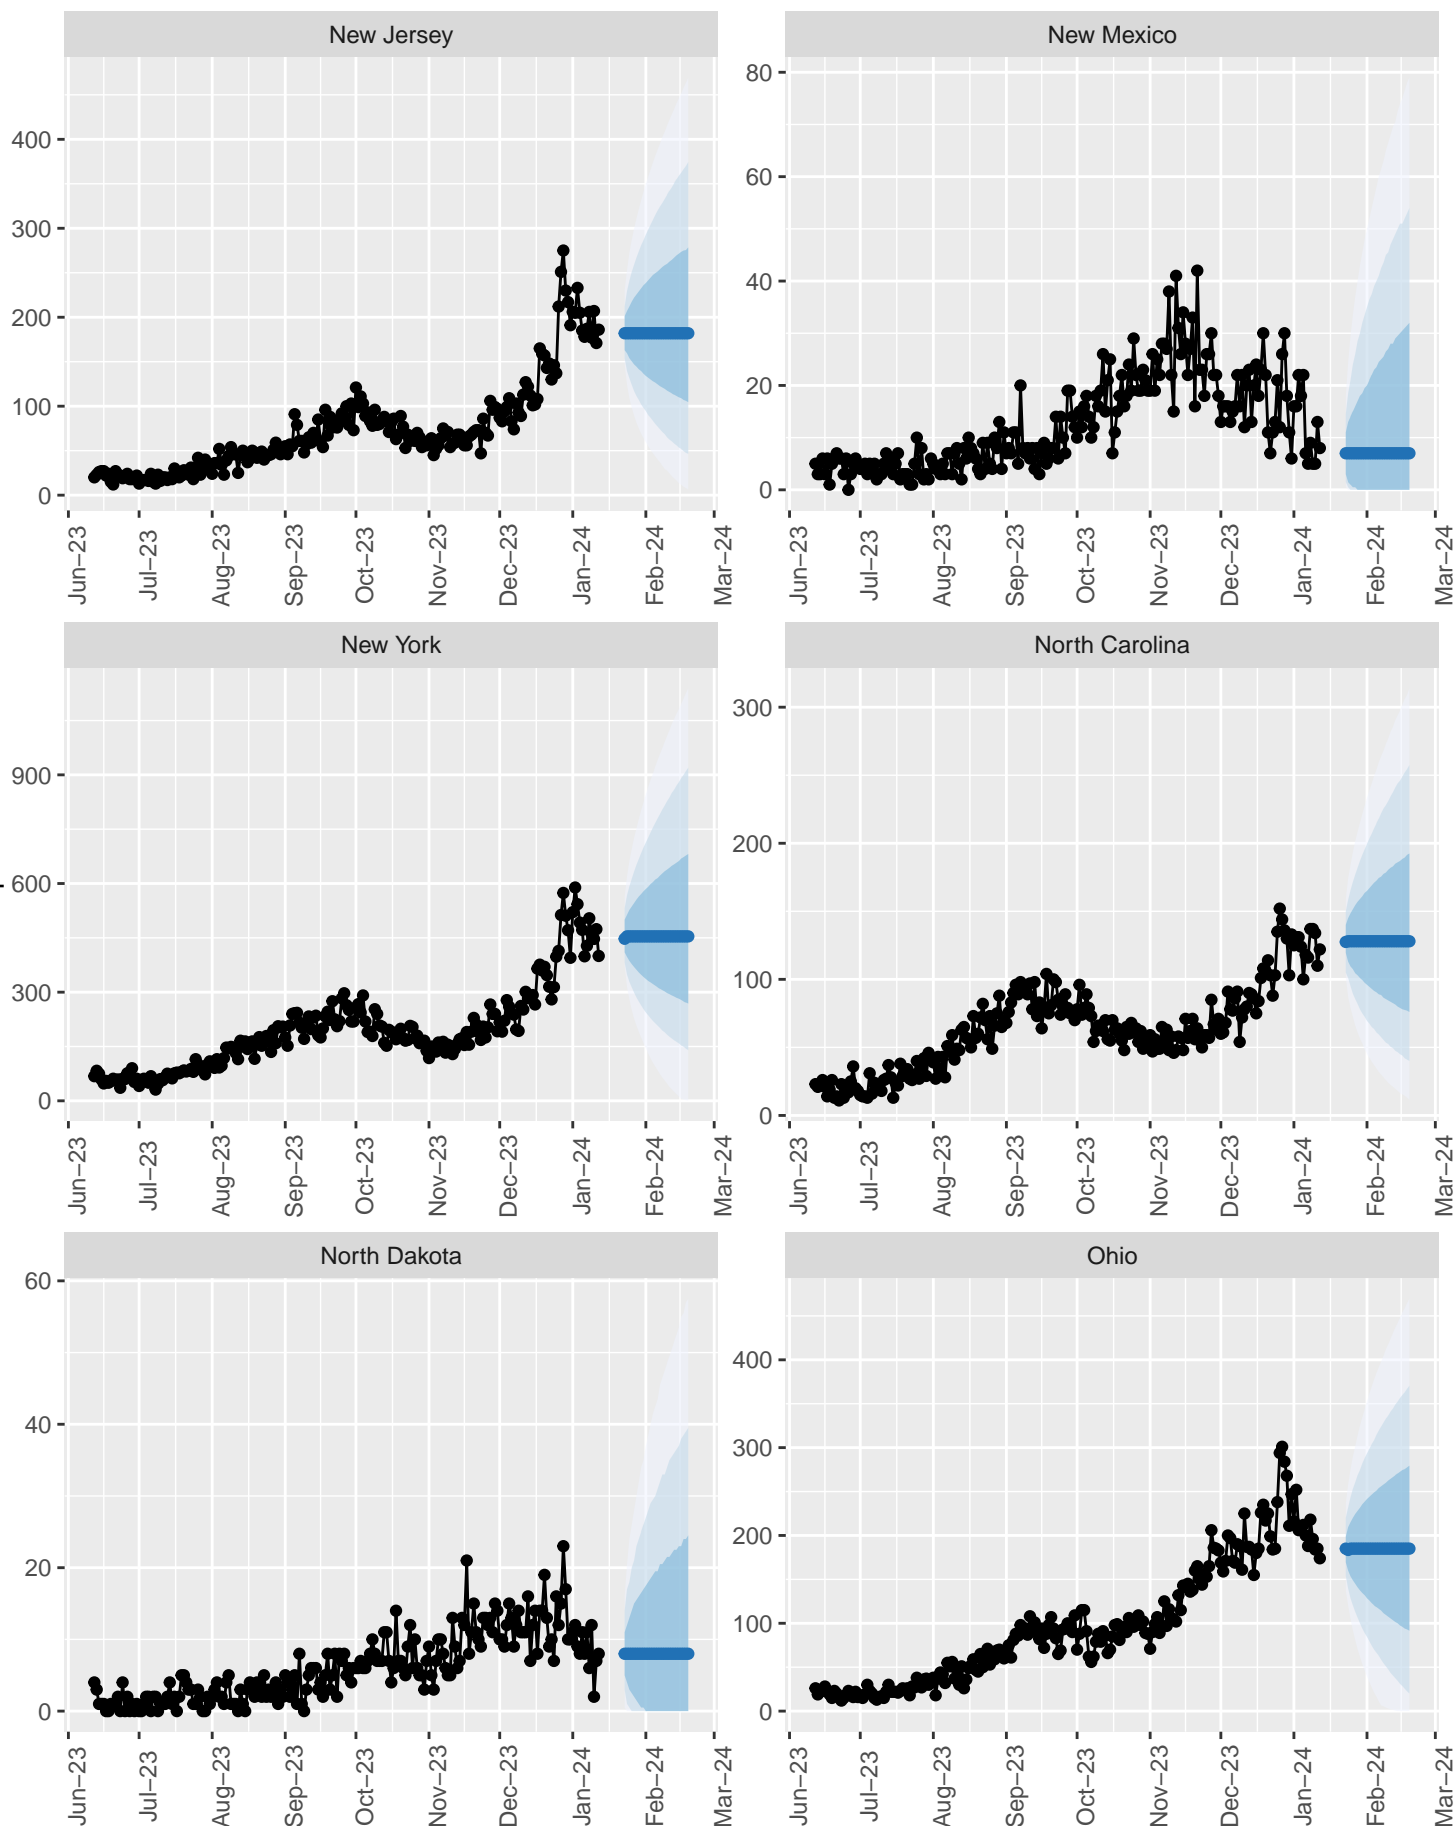 New Jersey
New Mexico
400
300
200
100
0
80
60
40
20
0
Jun−23
Jul−23
Aug−23
Sep−23
Oct−23
Nov−23
Dec−23
Jan−24
Feb−24
Mar−24
Jun−23
Jul−23
Aug−23
Sep−23
Oct−23
Nov−23
Dec−23
Jan−24
Feb−24
Mar−24
New York
North Carolina
900
600
300
0
300
200
100
0
Jun−23
Jul−23
Aug−23
Sep−23
Oct−23
Nov−23
Dec−23
Jan−24
Feb−24
Mar−24
Jun−23
Jul−23
Aug−23
Sep−23
Oct−23
Nov−23
Dec−23
Jan−24
Feb−24
Mar−24
North Dakota
Ohio
60
40
20
0
400
300
200
100
0
Jun−23
Jul−23
Aug−23
Sep−23
Oct−23
Nov−23
Dec−23
Jan−24
Feb−24
Mar−24
Jun−23
Jul−23
Aug−23
Sep−23
Oct−23
Nov−23
Dec−23
Jan−24
Feb−24
Mar−24